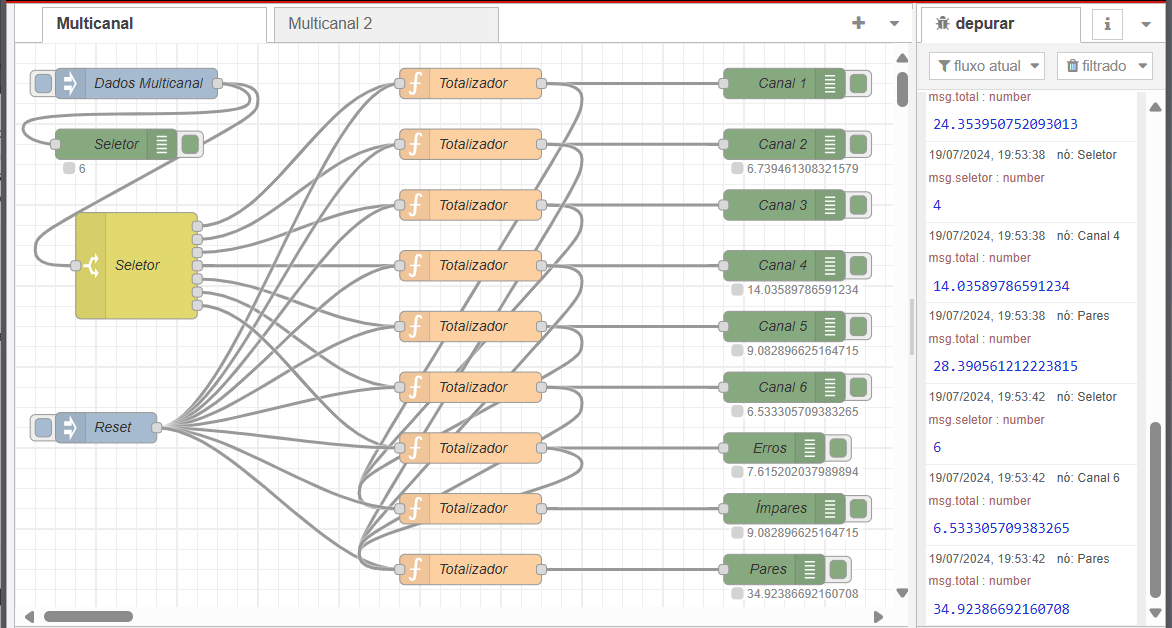 Multicanal
Multicanal 2
Dados Multicanal
Seletor
6
Seletor
Reset
Totalizador
Totalizador
Totalizador
Totalizador
Totalizador
Totalizador
Totalizador
Totalizador
Totalizador
Canal 1
Canal 2
6.739461308321579
Canal 3
Canal 4
14.03589786591234
Canal 5
9.082896625164715
Canal 6
6.533305709383265
Erros
7.615202037989894
Ímpares
9.082896625164715
Pares
34.92386692160708
depurar
i
fluxo atual
filtrado
msg.total : number
24.353950752093013
19/07/2024, 19:53:38 nó: Seletor
msg.seletor : number
4
19/07/2024, 19:53:38 nó: Canal 4
msg.total : number
14.03589786591234
19/07/2024, 19:53:38 nó: Pares
msg.total : number
28.390561212223815
19/07/2024, 19:53:42 nó: Seletor
msg.seletor : number
6
19/07/2024, 19:53:42 nó: Canal 6
msg.total : number
6.533305709383265
19/07/2024, 19:53:42 nó: Pares
msg.total : number
34.92386692160708